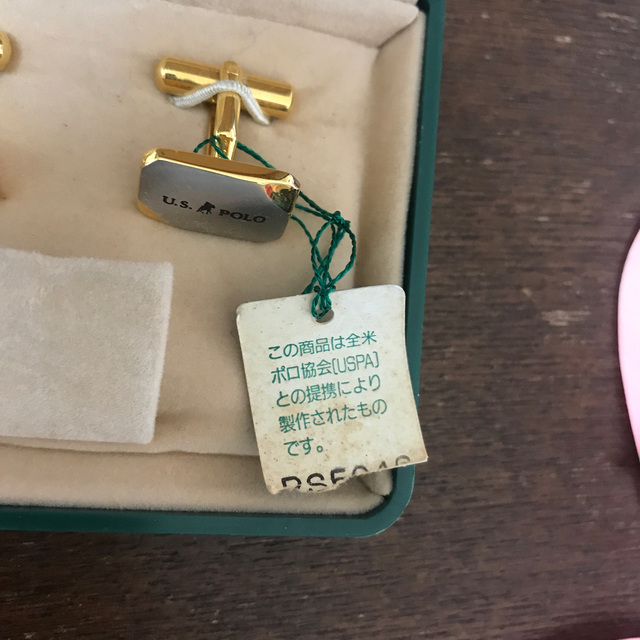 U.S. POLO
この商品は全米
ポロ協会(USPA)
との提携により
製作されたもの
です。